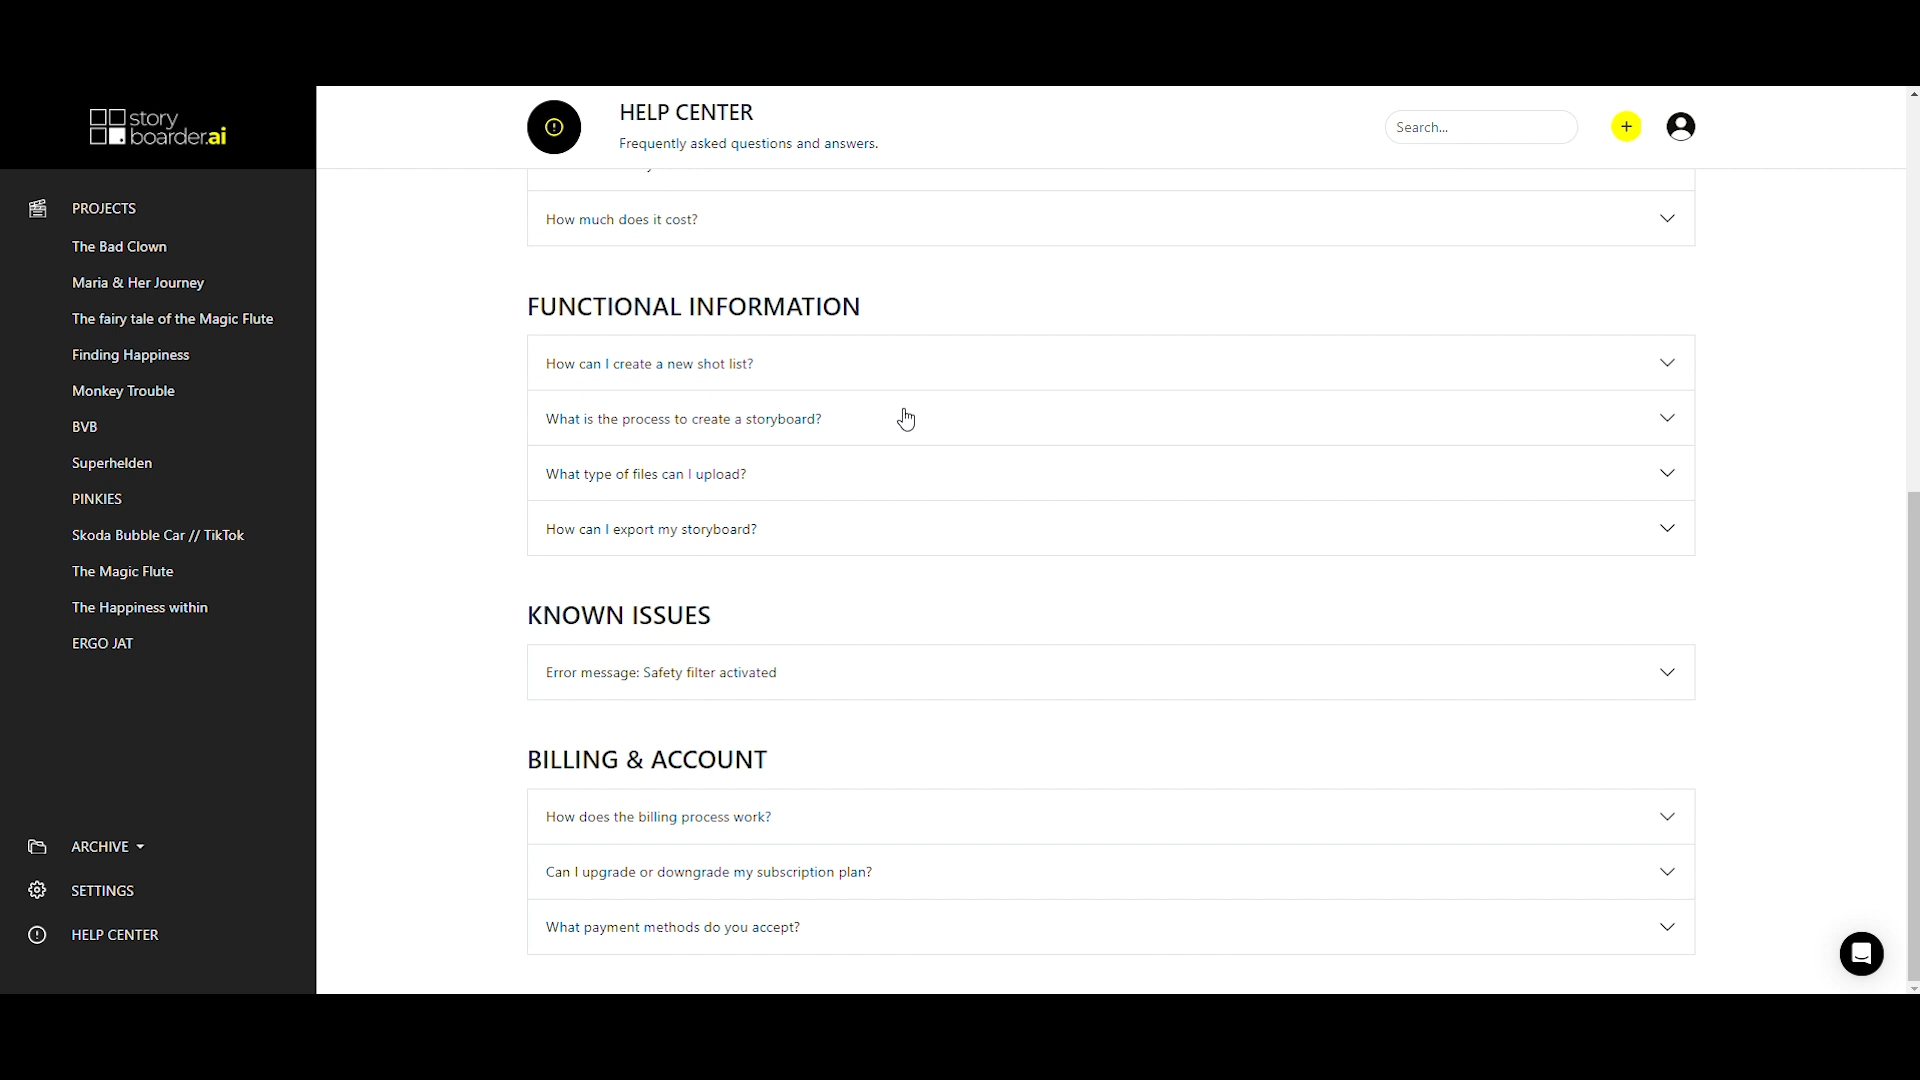 story
boarder.ai
HELP CENTER
Frequently asked questions and answers.
Search...
PROJECTS
The Bad Clown
Maria & Her Journey
The fairy tale of the Magic Flute
Finding Happiness
Monkey Trouble
BVB
Superhelden
PINKIES
Skoda Bubble Car // TikTok
The Magic Flute
The Happiness within
ERGO JAT
ARCHIVE
SETTINGS
HELP CENTER
How much does it cost?
FUNCTIONAL INFORMATION
How can I create a new shot list?
What is the process to create a storyboard?
What type of files can I upload?
How can I export my storyboard?
KNOWN ISSUES
Error message: Safety filter activated
BILLING & ACCOUNT
How does the billing process work?
Can I upgrade or downgrade my subscription plan?
What payment methods do you accept?